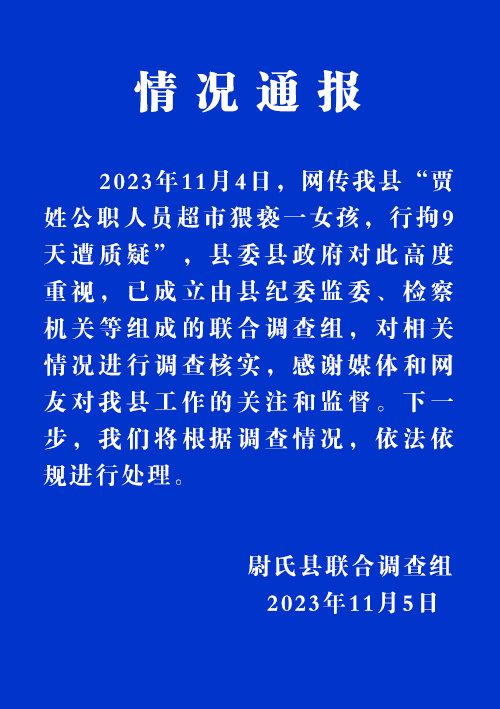 情况通报
2023年11月4日，网传我县“贾
姓公职人员超市猥亵一女孩，行拘9
天遭质疑”，县委县政府对此高度
重视，已成立由县纪委监委、检察
机关等组成的联合调查组，对相关
情况进行调查核实，感谢媒体和网
友对我县工作的关注和监督。下一
步，我们将根据调查情况，依法依
规进行处理。
尉氏县联合调查组
2023年11月5日